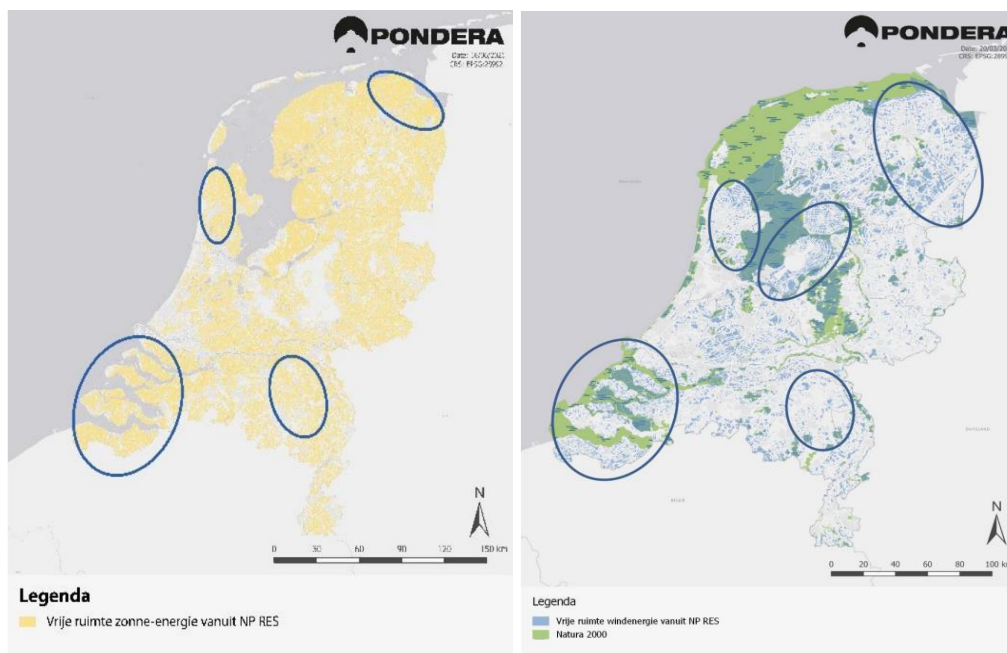 PONDERA
N
0 30 60 90 120 150 km
Legenda
Vrije ruimte zonne-energie vanuit NP RES
PONDERA
N
0 20 40 60 80 100 k
Legenda
Vrije ruimte windenergie vanuit NP RES
Natura 2000